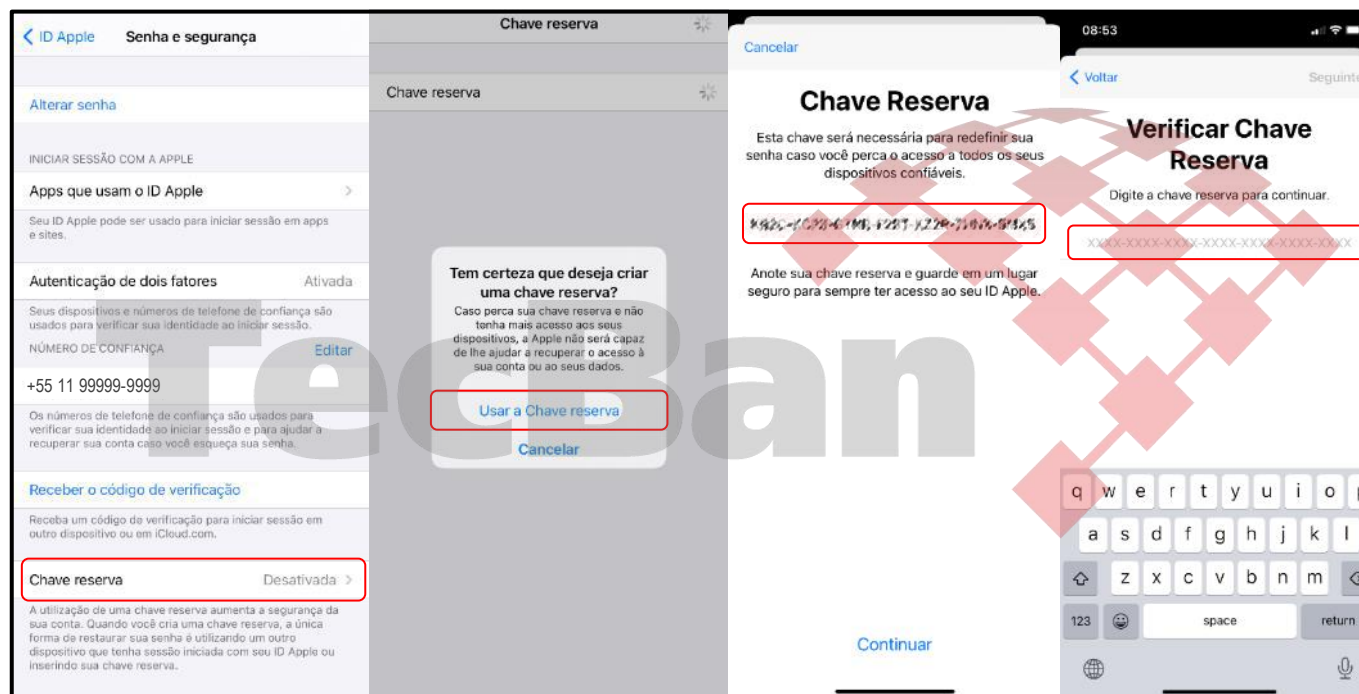 ID Apple
Senha e segurança
Alterar senha
INICIAR SESSÃO COM A APPLE
Apps que usam o ID Apple
Seu ID Apple pode ser usado para iniciar sessão em apps
e sites.
Autenticação de dois fatores
Ativada
Seus dispositivos e números de telefone de confiança são
usados para verificar sua identidade ao iniciar sessão.
NÚMERO DE CONFIANÇA
Editar
+55 11 99999-9999
Os números de telefone de confiança são usados para
verificar sua identidade ao iniciar sessão e para ajudar a
recuperar sua conta caso você esqueça sua senha.
Receber o código de verificação
Receba um código de verificação para iniciar sessão em
outro dispositivo ou em iCloud.com.
Chave reserva
Desativada
A utilização de uma chave reserva aumenta a segurança da
sua conta. Quando você cria uma chave reserva, a única
forma de restaurar sua senha é utilizando um outro
dispositivo que tenha sessão iniciada com seu ID Apple ou
inserindo sua chave reserva.
Chave reserva
Chave reserva
Tem certeza que deseja criar
uma chave reserva?
Caso perca sua chave reserva e não
tenha mais acesso aos seus
dispositivos, a Apple não será capaz
de lhe ajudar a recuperar o acesso à
sua conta ou ao seus dados.
Usar a Chave reserva
Cancelar
Cancelar
Chave Reserva
Esta chave será necessária para redefinir sua
senha caso você perca o acesso a todos os seus
dispositivos confiáveis.
Anote sua chave reserva e guarde em um lugar
seguro para sempre ter acesso ao seu ID Apple.
Continuar
08:53
Voltar
Seguinte
Verificar Chave
Reserva
Digite a chave reserva para continuar.
XXXX-XXXX-XXXX-XXXX-XXXX-XXXX-XXXX
q w e r t y u i o p
a s d f g h j k l
z x c v b n m
123
space
return
TecBan